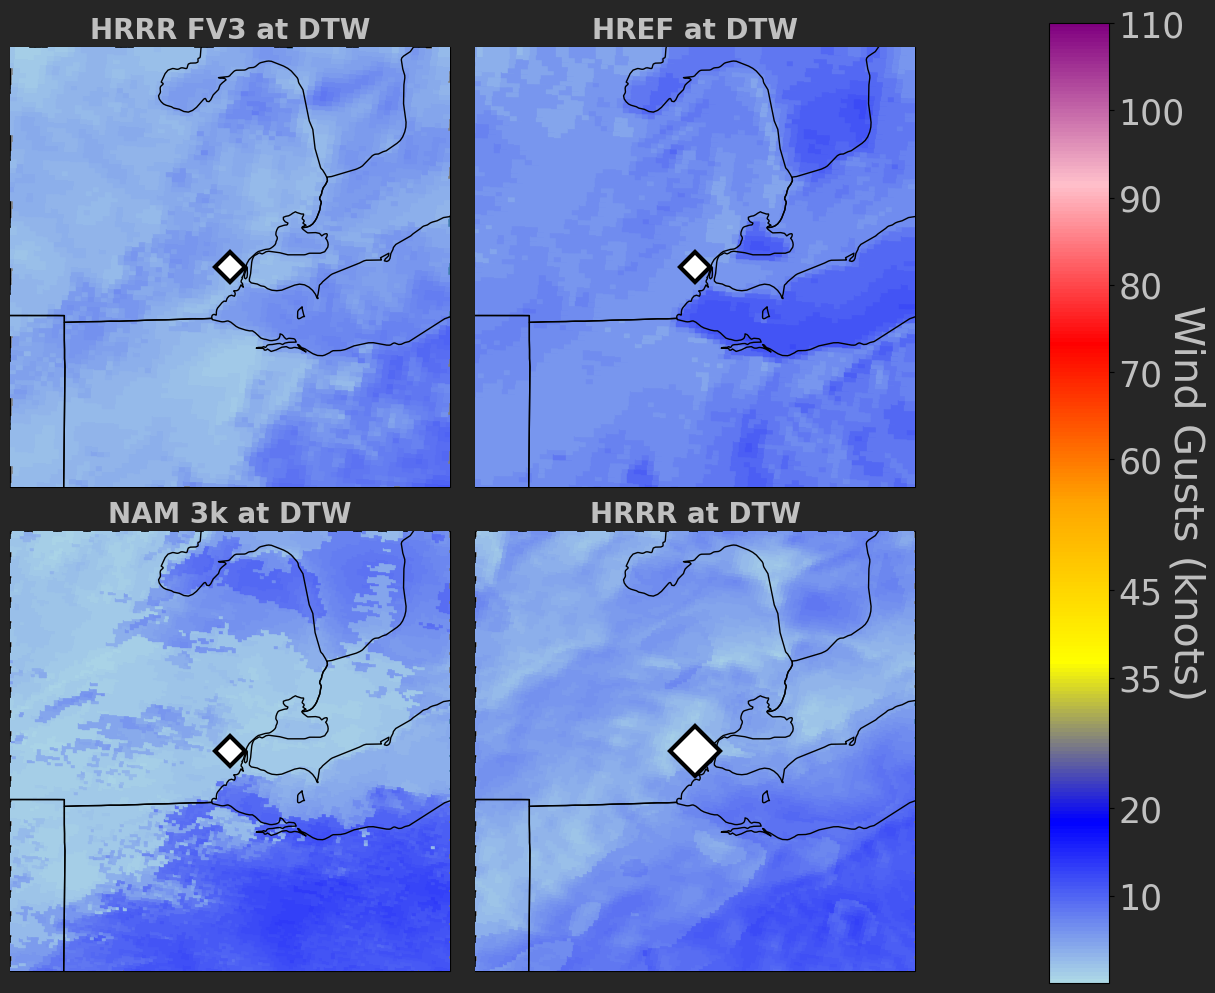 HRRR FV3 at DTW
HREF at DTW
NAM 3k at DTW
HRRR at DTW
110
100
90
80
70
60
45
35
20
10
Wind Gusts (knots)